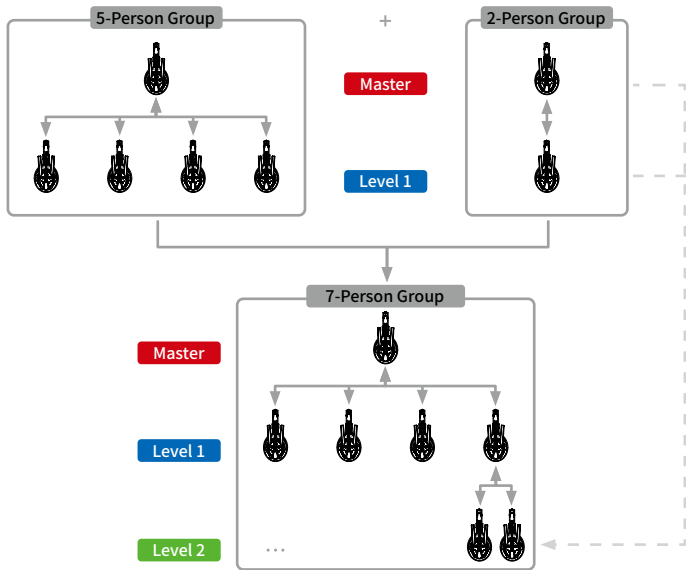 5-Person Group
+
2-Person Group
Master
Level 1
7-Person Group
Master
Level 1
Level 2
...